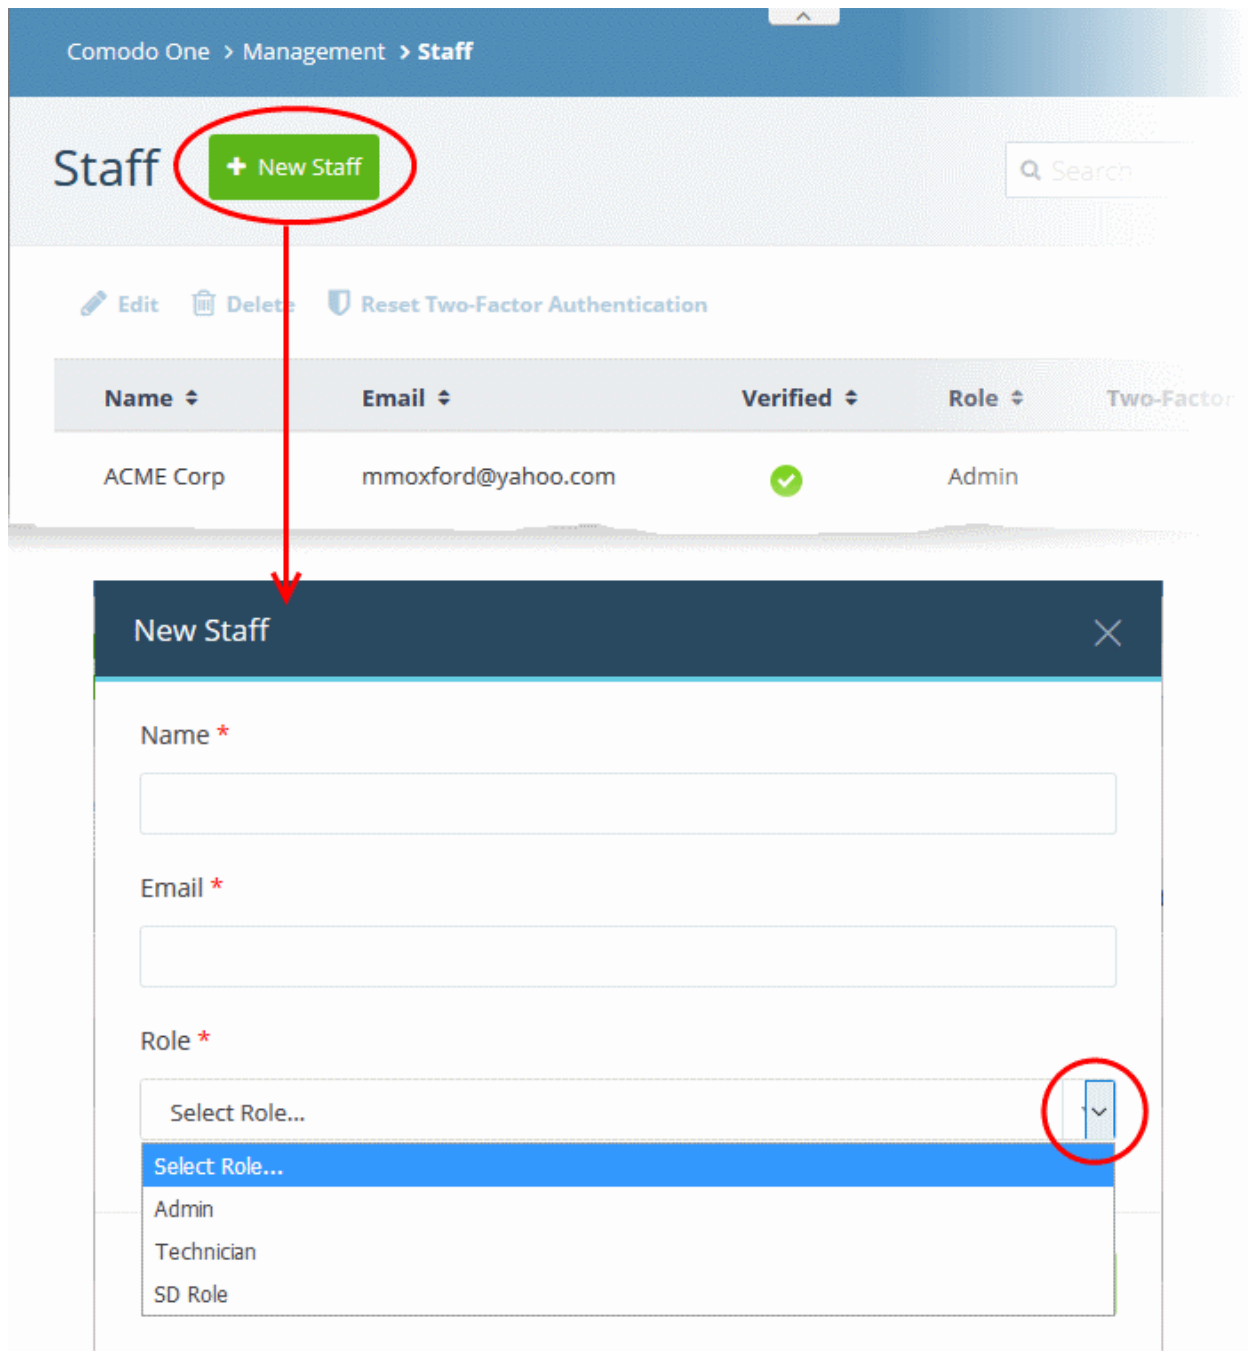 Comodo One > Management > Staff
Staff
+ New Staff
Search
Edit Delete Reset Two-Factor Authentication
Name Email Verified Role Two-Factor
ACME Corp mmoxford@yahoo.com Admin
New Staff
Name *
Email *
Role *
Select Role...
Select Role...
Admin
Technician
SD Role